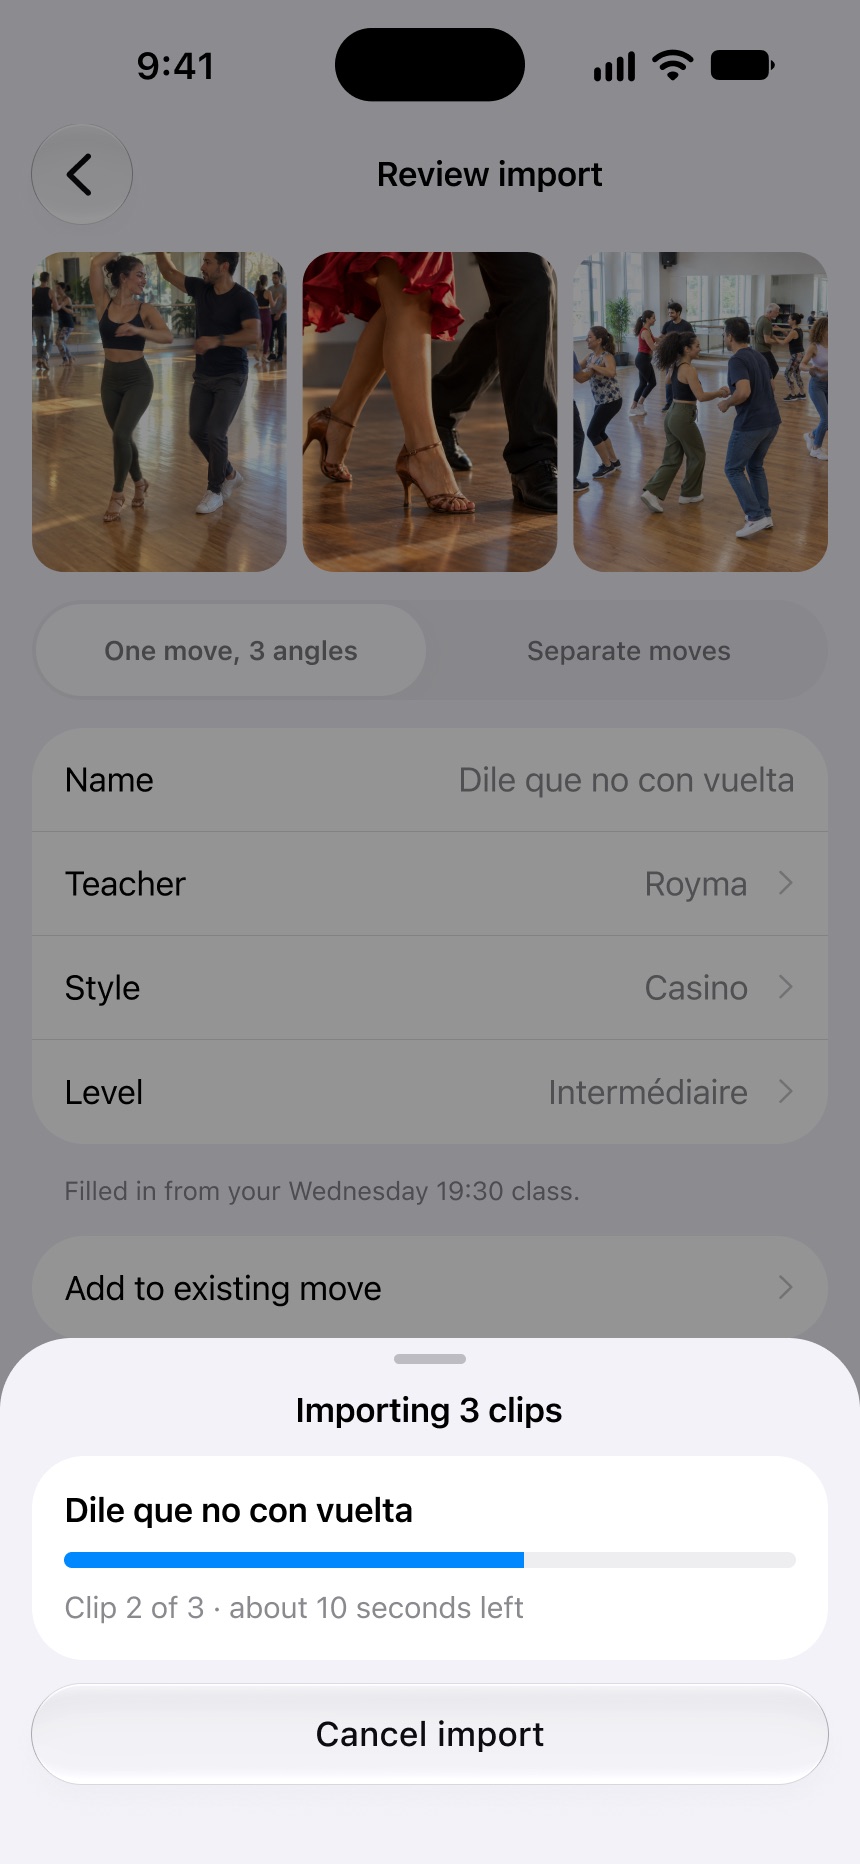 9:41
Review import
One move, 3 angles
Separate moves
Name
Dile que no con vuelta
Teacher
Royma
Style
Casino
Level
Intermédiaire
Filled in from your Wednesday 19:30 class.
Add to existing move
Importing 3 clips
Dile que no con vuelta
Clip 2 of 3 · about 10 seconds left
Cancel import